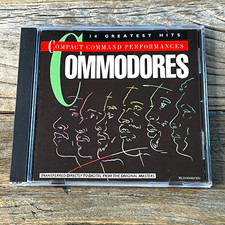 14 GREATEST HITS
COMPACT COMMAND PERFORMANCES
COMMODORES
TRANSFERRED DIRECTLY TO DIGITAL FROM THE ORIGINAL MASTERS